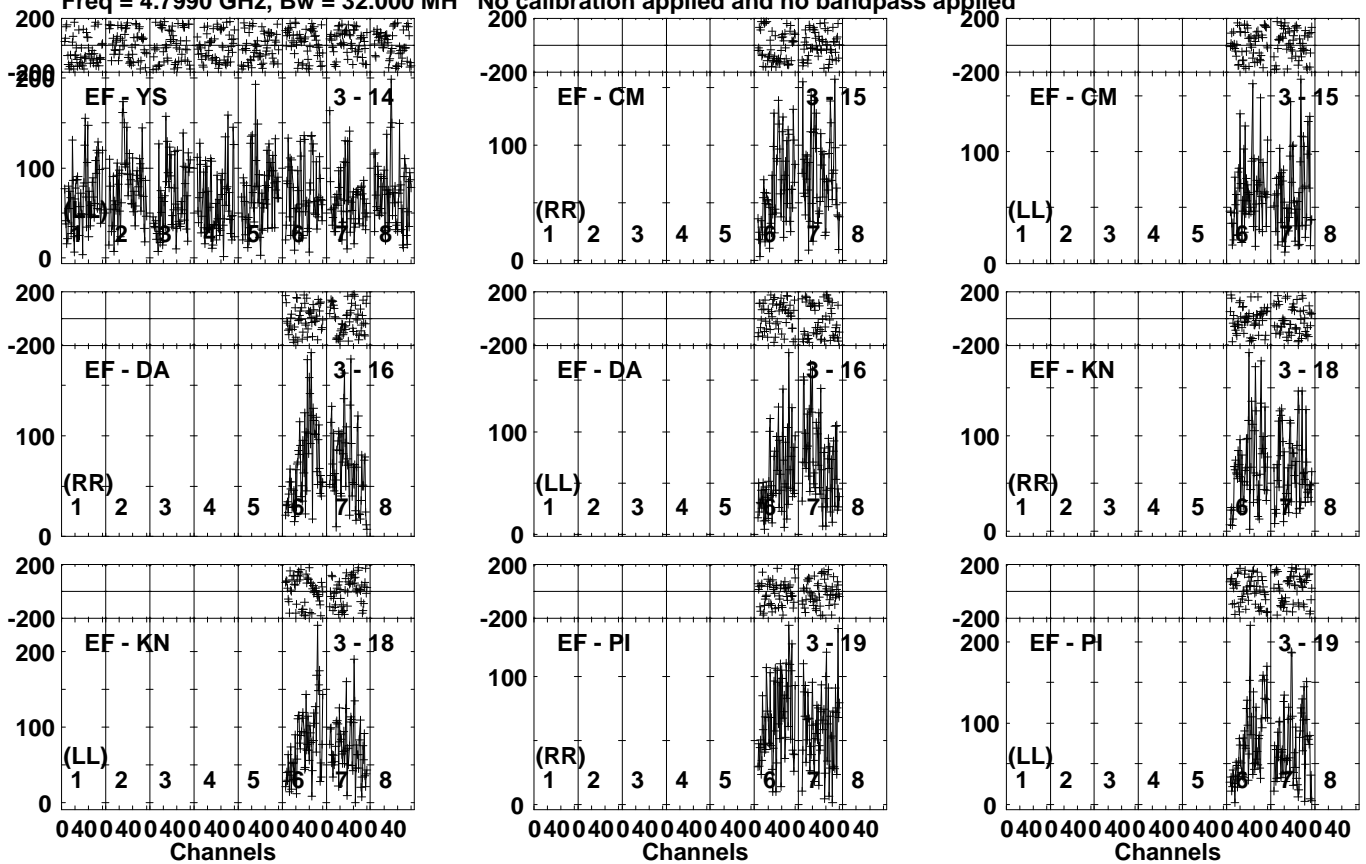 Freq = 4.7990 GHz, Bw = 32.000 MH No calibration applied and no bandpass applied
200
-200
200
EF - YS 3 - 14
100
(LL)
1 2 3 4 5 6 7 8
0
-200
EF - CM 3 - 15
100
(RR)
1 2 3 4 5 6 7 8
0
-200
EF - CM 3 - 15
100
(LL)
1 2 3 4 5 6 7 8
0
200
-200
EF - DA 3 - 16
100
(RR)
1 2 3 4 5 6 7 8
0
200
-200
EF - DA 3 - 16
100
(LL)
1 2 3 4 5 6 7 8
0
200
-200
EF - KN 3 - 18
100
(RR)
1 2 3 4 5 6 7 8
0
200
-200
EF - KN 3 - 18
200
100
(LL)
1 2 3 4 5 6 7 8
0
200
-200
EF - PI 3 - 19
100
(RR)
1 2 3 4 5 6 7 8
0
200
-200
EF - PI 3 - 19
200
100
(LL)
1 2 3 4 5 6 7 8
0
0 40 0 40 0 40 0 40 0 40 0 40 0 40 0 40
Channels
0 40 0 40 0 40 0 40 0 40 0 40 0 40 0 40
Channels
0 40 0 40 0 40 0 40 0 40 0 40 0 40 0 40
Channels